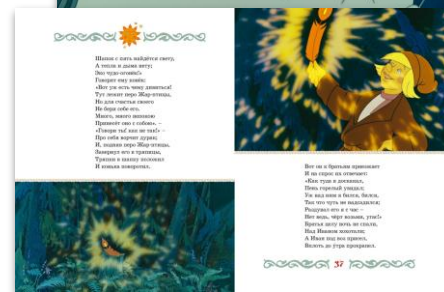 Шапок с пять найдётся свету,
А тепла и дыму нету;
Эко чудо-огонёк!»
Говорит ему конёк:
«Вот уж есть чему дивиться!
Тут лежит перо Жар-птицы,
Но для счастья своего
Не бери себе его.
Много, много непокою
Принесёт оно с собою». –
«Говори ты! как не так!» –
Про себя ворчит дурак;
И, подняв перо Жар-птицы,
Завернул его в тряпицы,
Тряпки в шапку положил
И конька поворотил.
Вот он к братьям приезжает
И на спрос их отвечает:
«Как туда я доскакал,
Пень горелый увидал;
Уж над ним я бился, бился,
Так что чуть не надсадился;
Раздувал его я с час –
Нет ведь, чёрт возьми, угас!»
Братья целу ночь не спали,
Над Иваном хохотали;
А Иван под воз присел,
Вплоть до утра прохрапел.
37